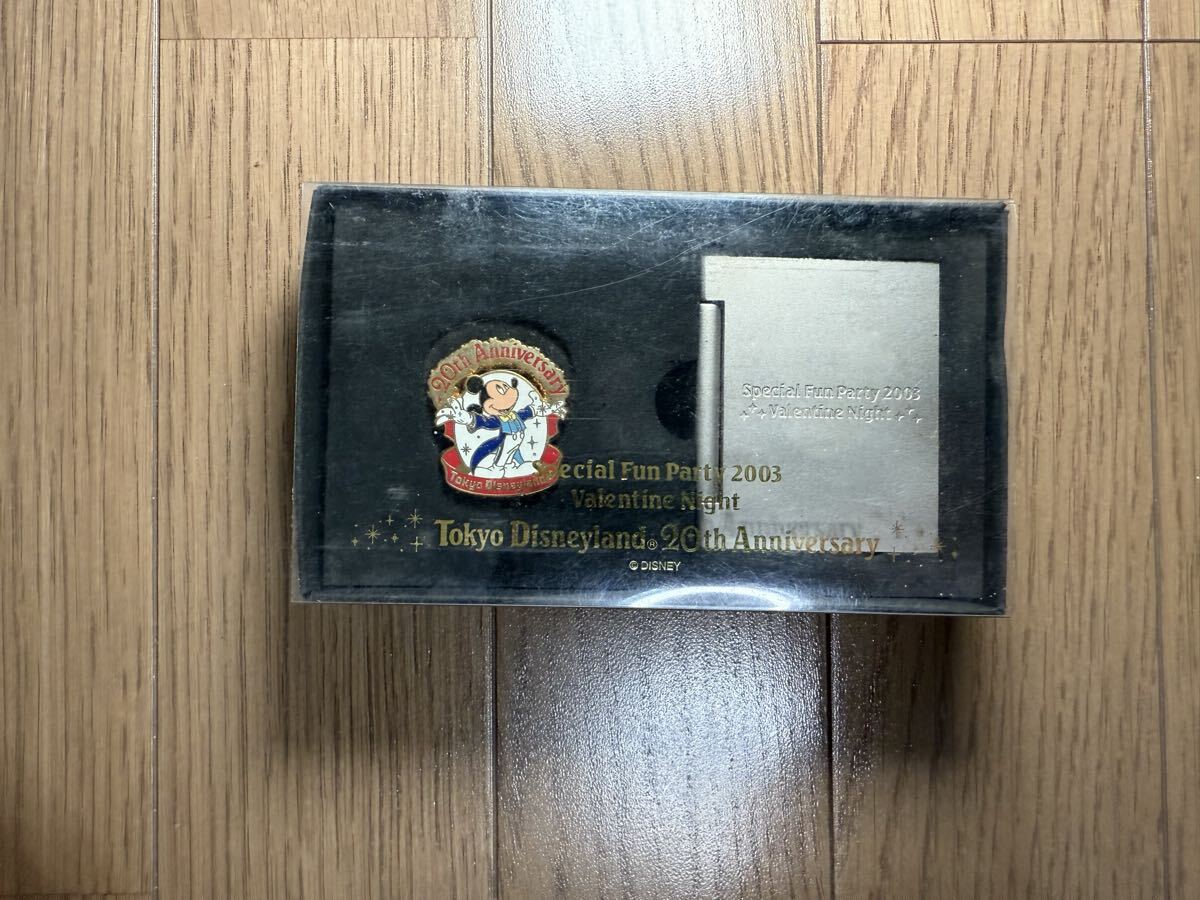 20th Anniversary
Tokyo Disneyland
Special Fun Party 2003
Valentine Night
Special Fun Party 2003
Valentine Night
Tokyo Disneyland® 20th Anniversary
© DISNEY